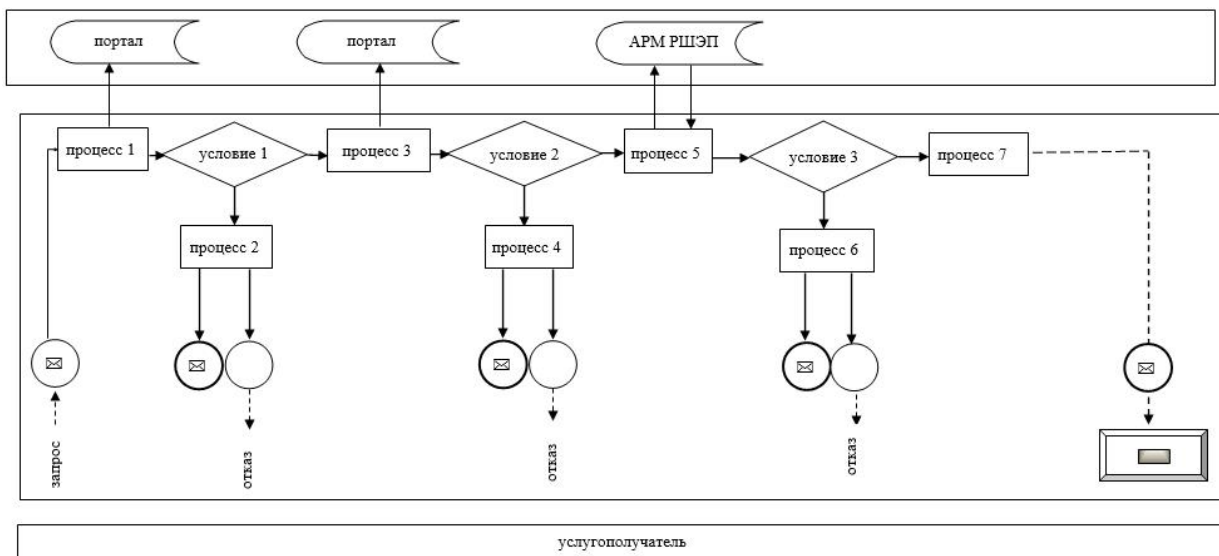 портал
портал
АРМ РШЭП
процесс 1
условие 1
процесс 3
условие 2
процесс 5
условие 3
процесс 7
процесс 2
процесс 4
процесс 6
запрос
отказ
отказ
отказ
услугополучатель